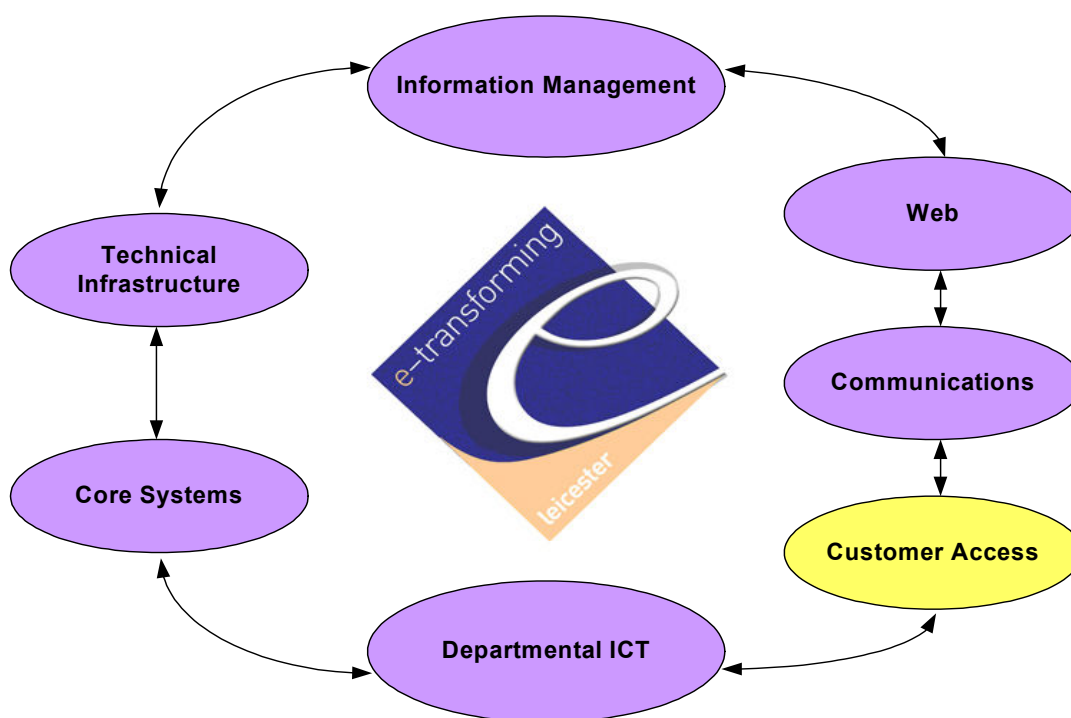 Information Management
Web
Technical
Infrastructure
e-transforming
Communications
Core Systems
leicester
Customer Access
Departmental ICT